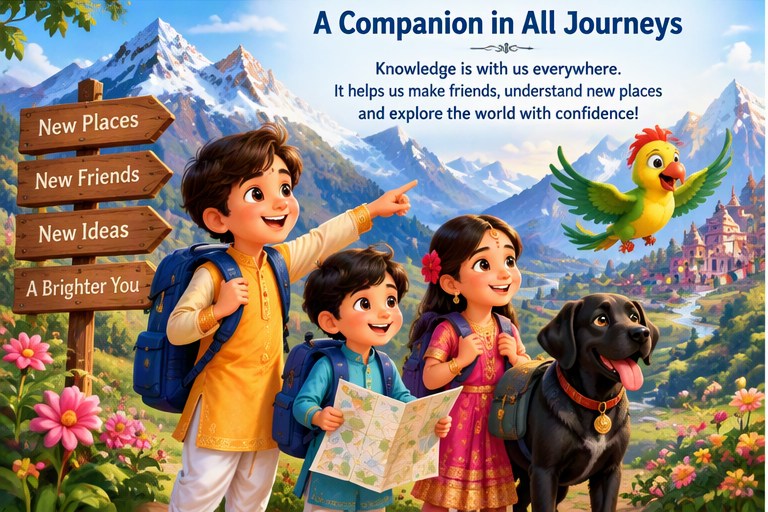 A Companion in All Journeys
Knowledge is with us everywhere.
It helps us make friends, understand new places
and explore the world with confidence!
New Places
New Friends
New Ideas
A Brighter You